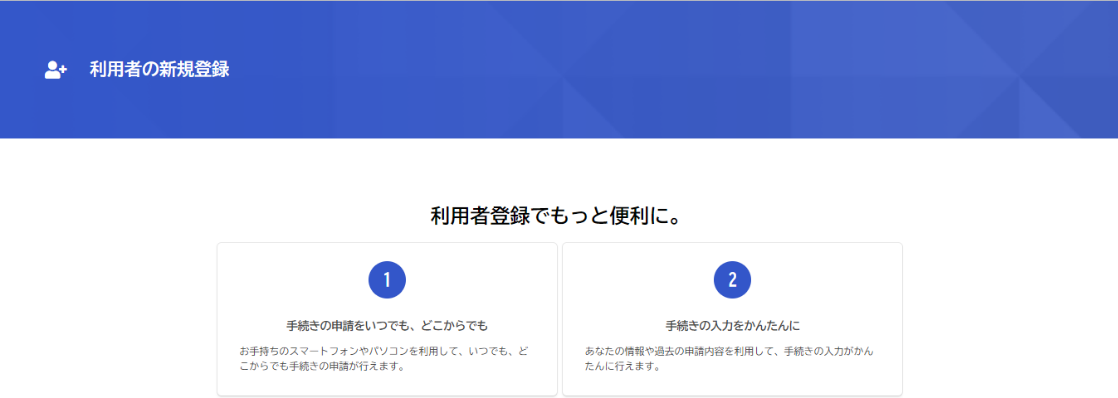 利用者の新規登録
利用者登録でもっと便利に。
1
手続きの申請をいつでも、どこからでも
お手持ちのスマートフォンやパソコンを利用して、いつでも、ど
こからでも手続きの申請が行えます。
2
手続きの入力をかんたんに
あなたの情報や過去の申請内容を利用して、手続きの入力がかん
たんに行えます。